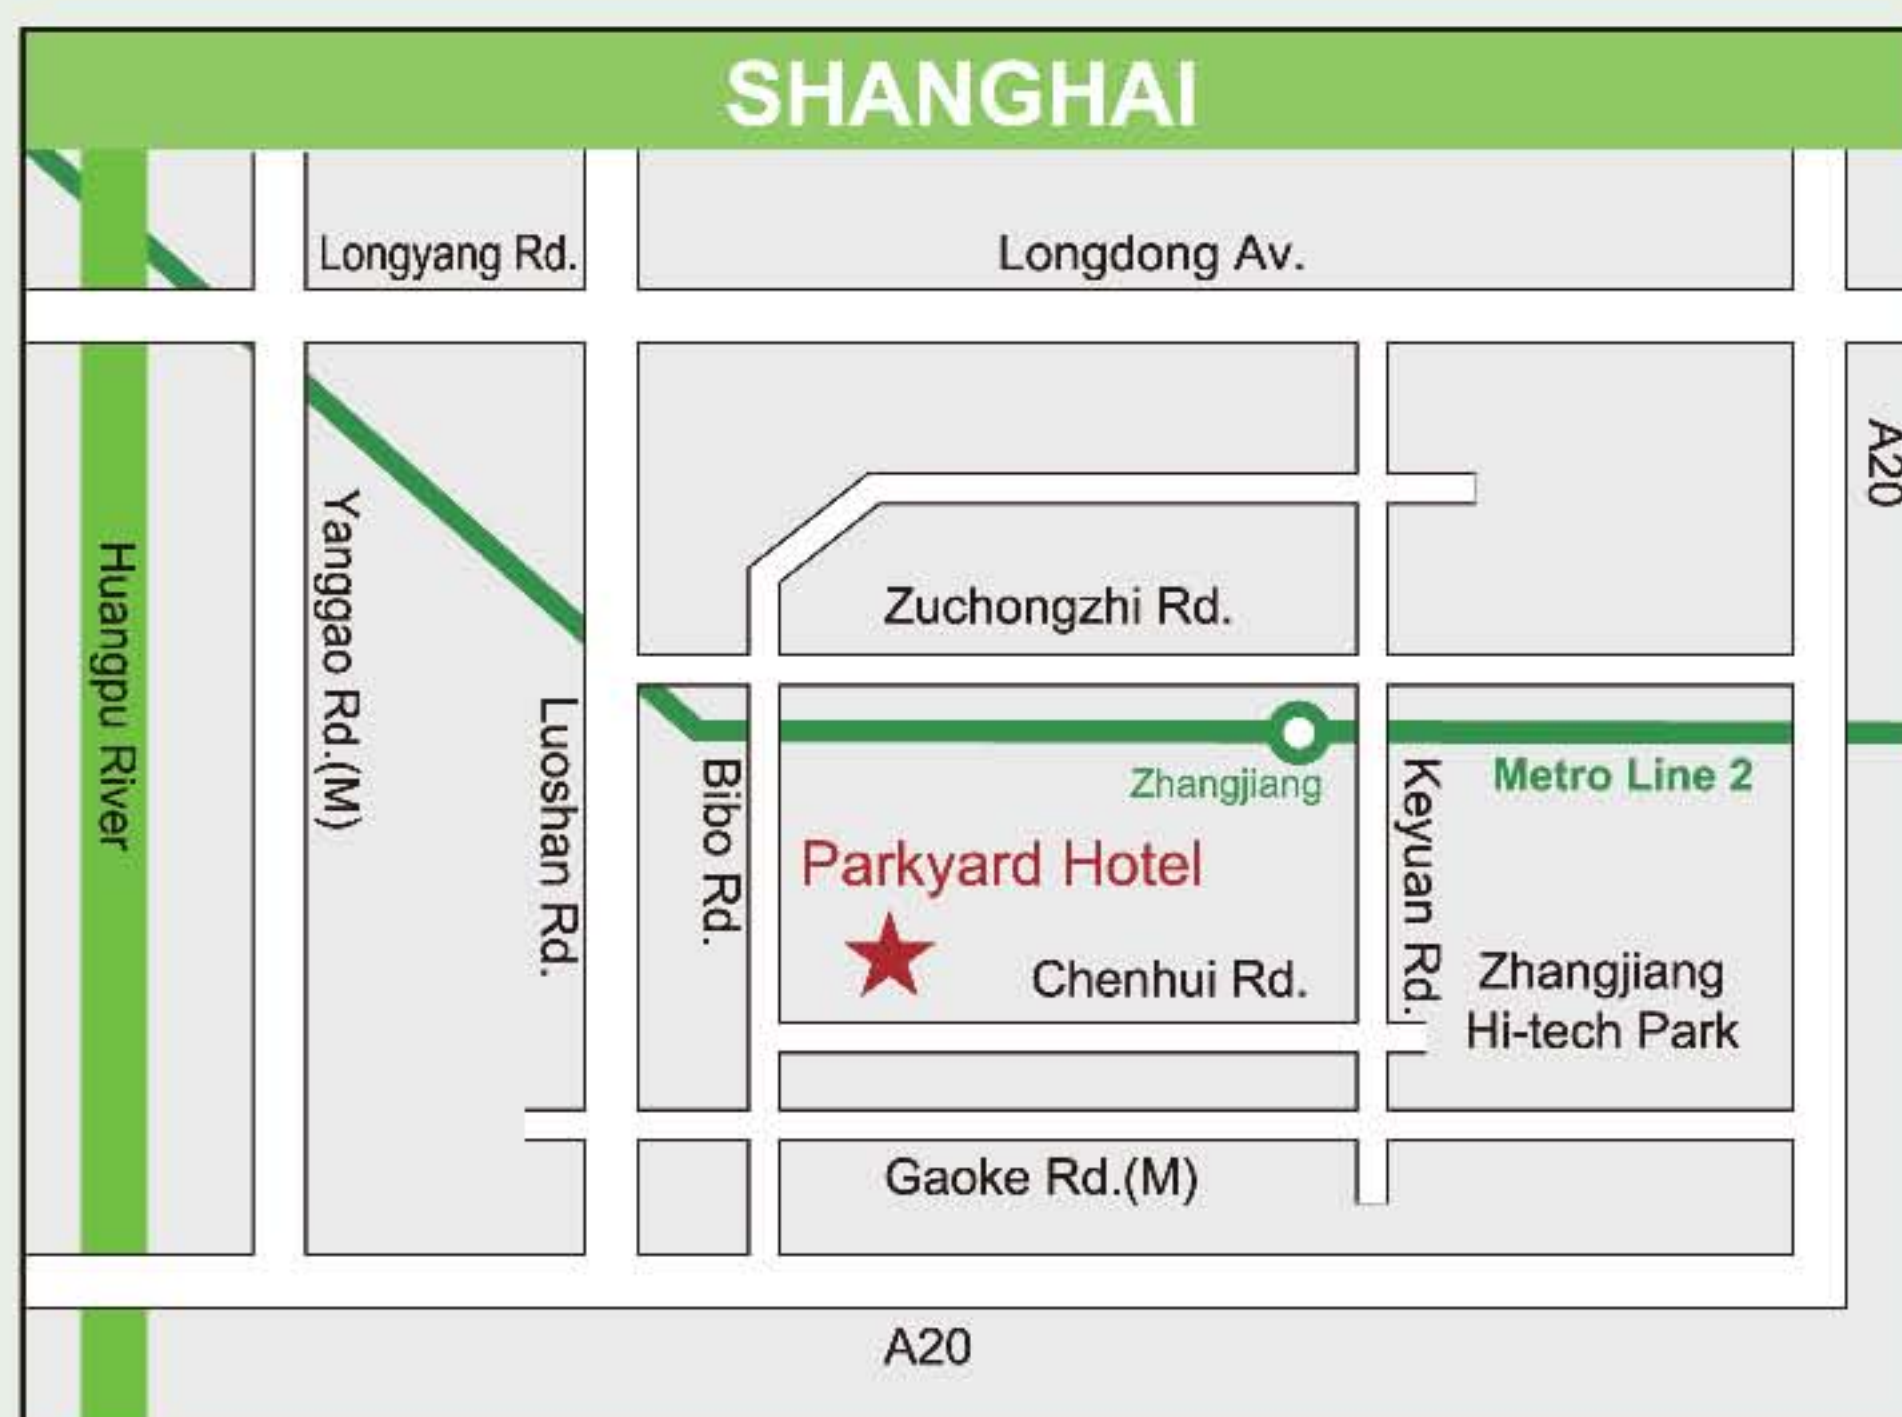 SHANGHAI
Longyang Rd.
Longdong Av.
A20
Huangpu River
Yanggao Rd.(M)
Zuchongzhi Rd.
Luoshan Rd.
Bibo Rd.
Zhangjiang
Keyuan Rd.
Metro Line 2
Parkyard Hotel
Chenhui Rd.
Zhangjiang
Hi-tech Park
Gaoke Rd.(M)
A20